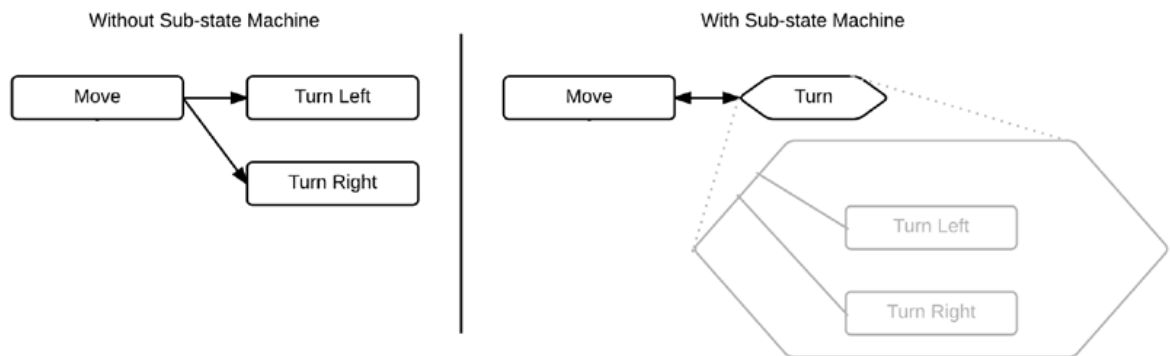 Without Sub-state Machine
Move
Turn Left
Turn Right
With Sub-state Machine
Move
Turn
Turn Left
Turn Right